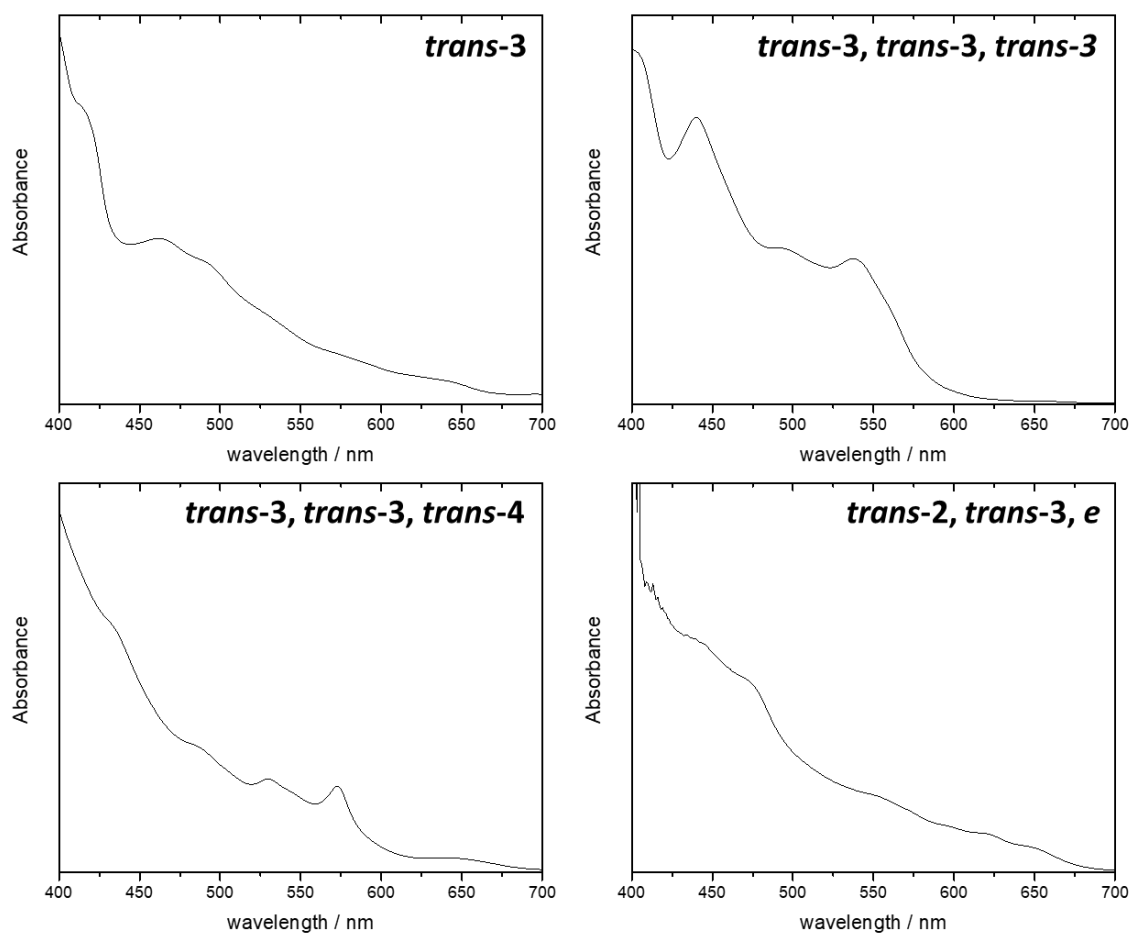 trans-3
Absorbance
400 450 500 550 600 650 700
wavelength / nm
trans-3, trans-3, trans-3
Absorbance
400 450 500 550 600 650 700
wavelength / nm
trans-3, trans-3, trans-4
Absorbance
400 450 500 550 600 650 700
wavelength / nm
trans-2, trans-3, e
Absorbance
400 450 500 550 600 650 700
wavelength / nm